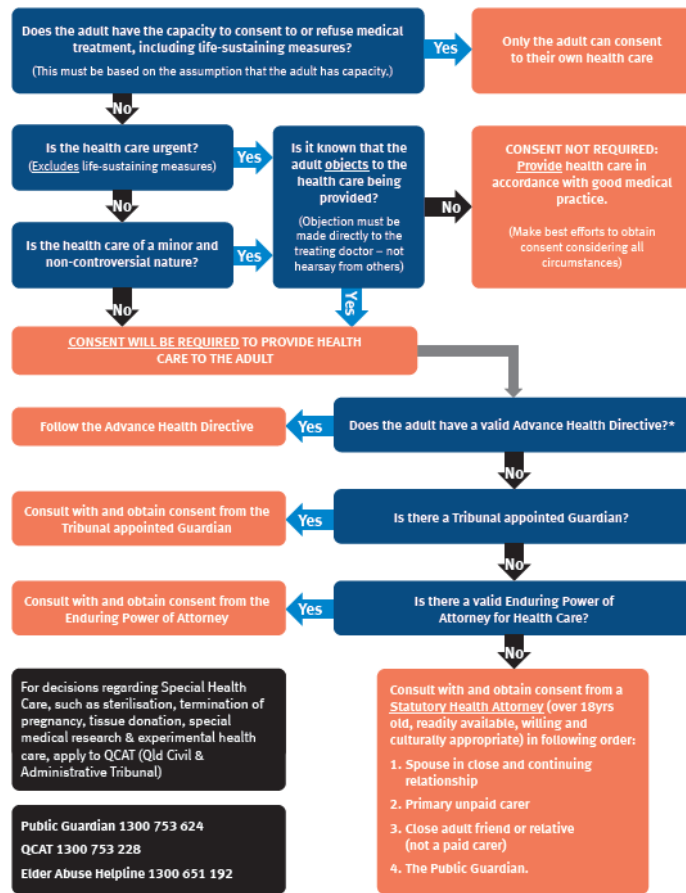 Does the adult have the capacity to consent to or refuse medical
treatment, including life-sustaining measures?
(This must be based on the assumption that the adult has capacity.)
Yes
Only the adult can consent
to their own health care
No
Is the health care urgent?
(Excludes life-sustaining measures)
Yes
Is it known that the
adult objects to the
health care being
provided?
(Objection must be
made directly to the
treating doctor – not
hearsay from others)
No
CONSENT NOT REQUIRED:
Provide health care in
accordance with good medical
practice.
(Make best efforts to obtain
consent considering all
circumstances)
No
Is the health care of a minor and
non-controversial nature?
Yes
Yes
No
CONSENT WILL BE REQUIRED TO PROVIDE HEALTH
CARE TO THE ADULT
Does the adult have a valid Advance Health Directive?*
Yes
Follow the Advance Health Directive
No
Is there a Tribunal appointed Guardian?
Yes
Consult with and obtain consent from the
Tribunal appointed Guardian
No
Is there a valid Enduring Power of
Attorney for Health Care?
Yes
Consult with and obtain consent from the
Enduring Power of Attorney
No
Consult with and obtain consent from a
Statutory Health Attorney (over 18yrs
old, readily available, willing and
culturally appropriate) in following order:
1. Spouse in close and continuing
relationship
2. Primary unpaid carer
3. Close adult friend or relative
(not a paid carer)
4. The Public Guardian.
For decisions regarding Special Health
Care, such as sterilisation, termination of
pregnancy, tissue donation, special
medical research & experimental health
care, apply to QCAT (Qld Civil &
Administrative Tribunal)
Public Guardian 1300 753 624
QCAT 1300 753 228
Elder Abuse Helpline 1300 651 192